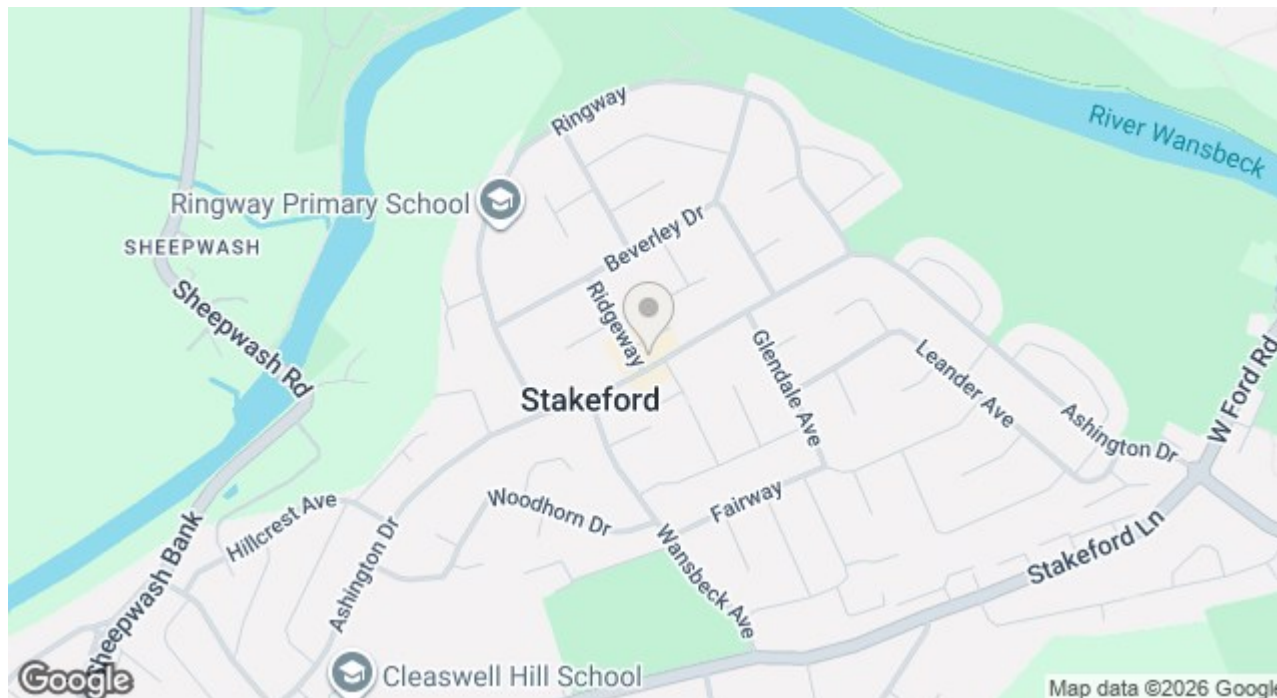 Ringway
River Wansbeck
Ringway Primary School
SHEEPWASH
Beverley Dr
Sheepwash Rd
Ridgeway
Glendale Ave
Leander Ave
W Ford Rd
Stakeford
Ashington Dr
Woodhorn Dr
Fairway
Hillcrest Ave
Stakeford Ln
Ashington Dr
Wansbeck Ave
Sheepwash Bank
Cleaswell Hill School
Google
Map data ©2026 Google